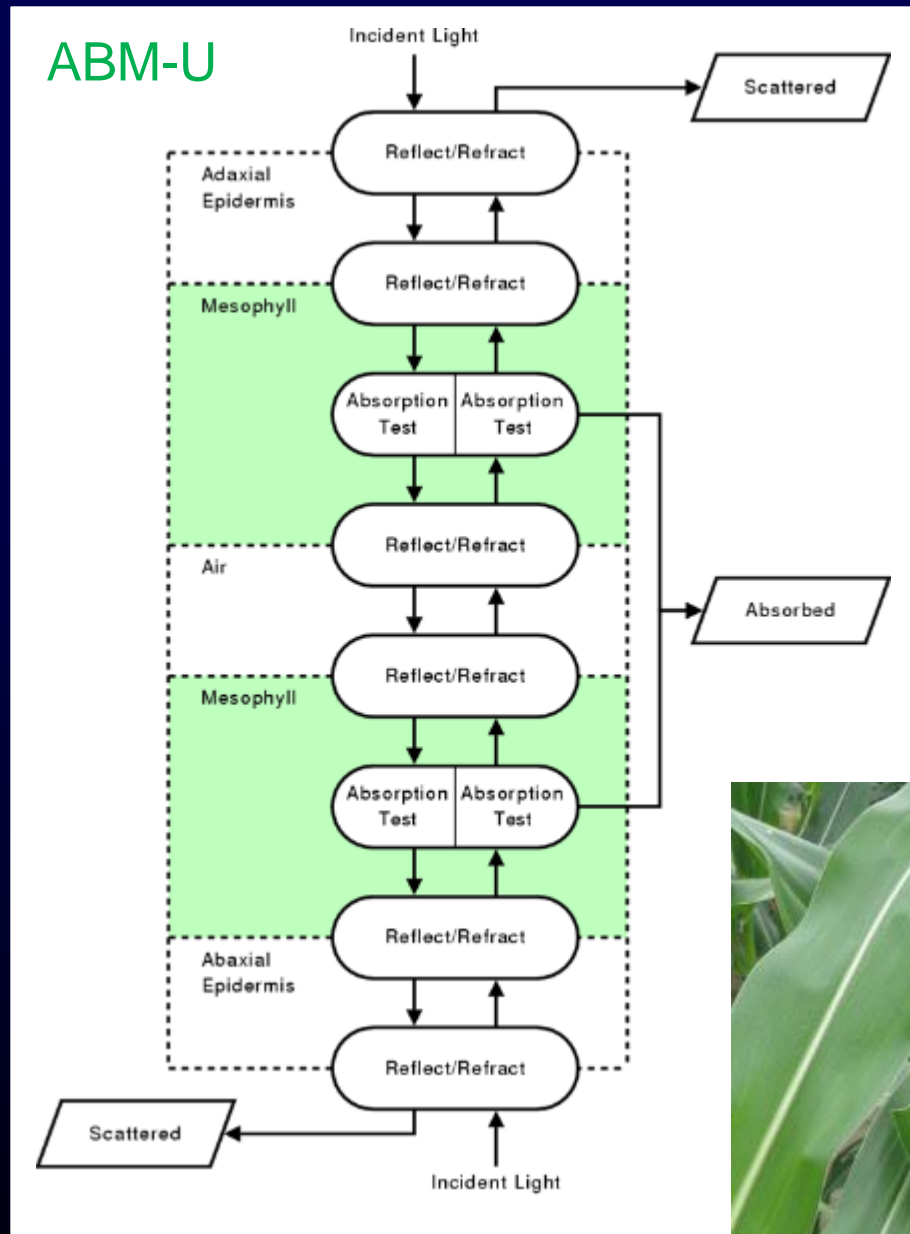 ABM-U
Incident Light
Scattered
Reflect/Refract
Adaxial
Epidermis
Reflect/Refract
Mesophyll
Absorption Absorption
Test Test
Reflect/Refract
Air
Absorbed
Reflect/Refract
Mesophyll
Absorption Absorption
Test Test
Reflect/Refract
Abaxial
Epidermis
Reflect/Refract
Scattered
Incident Light